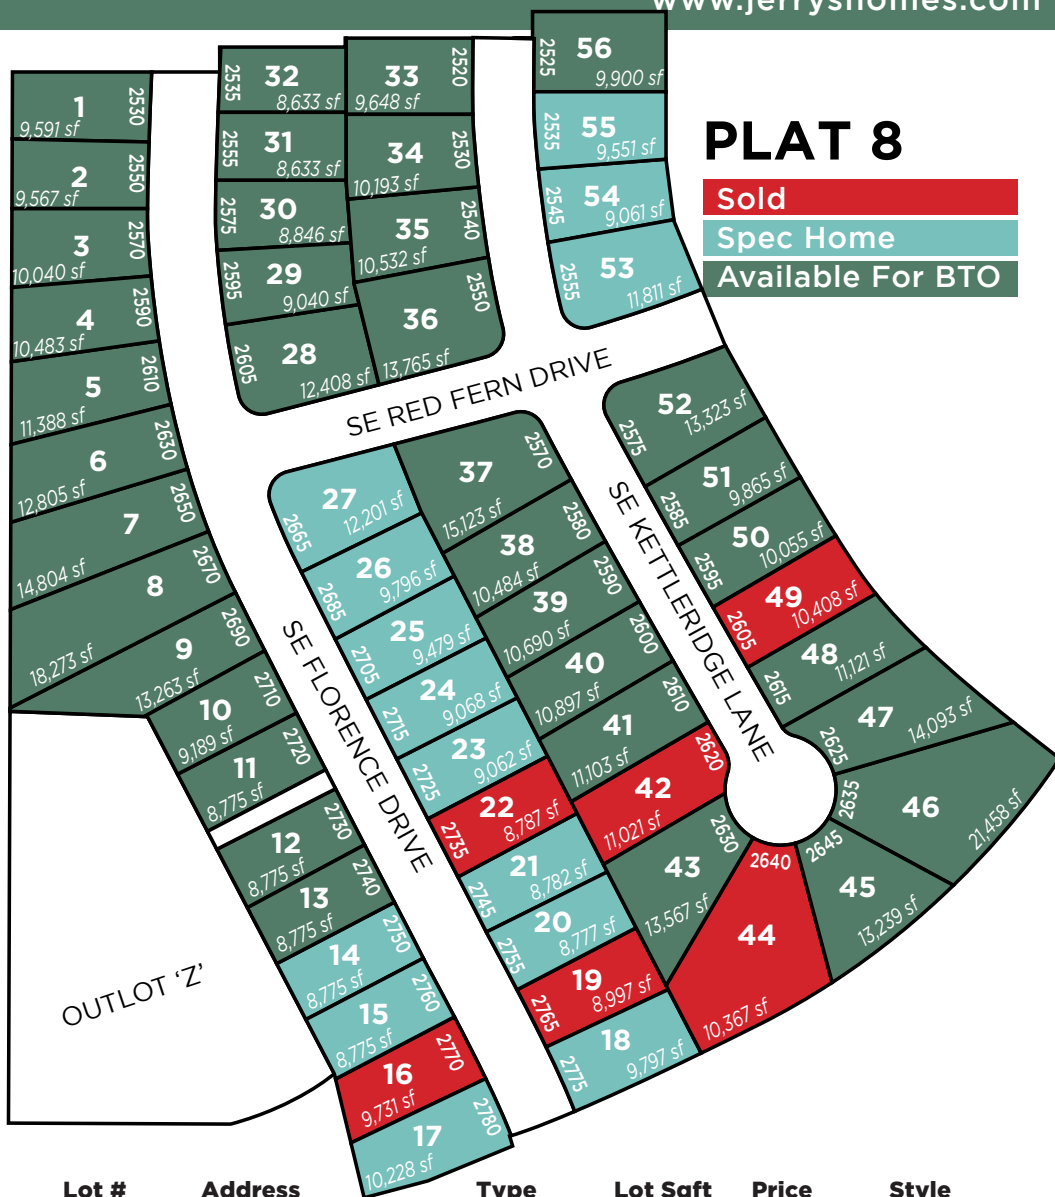 www.jerryshomes.com
PLAT 8
Sold
Spec Home
Available For BTO
1
2530
9,591 sf
2
2550
9,567 sf
3
2570
10,040 sf
4
2590
10,483 sf
5
2610
11,388 sf
6
2630
12,805 sf
7
2650
14,804 sf
8
2670
18,273 sf
9
2690
13,263 sf
10
2710
9,189 sf
11
2720
8,775 sf
12
2730
8,775 sf
13
2740
8,775 sf
14
2750
8,775 sf
15
2760
8,775 sf
16
2770
9,731 sf
17
2780
10,228 sf
OUTLOT ‘Z’
32
2535
8,633 sf
31
2555
8,633 sf
30
2575
8,846 sf
29
2595
9,040 sf
28
2605
12,408 sf
33
2520
9,648 sf
34
2530
10,193 sf
35
2540
10,532 sf
36
2550
13,765 sf
56
2525
9,900 sf
55
2535
9,551 sf
54
2545
9,061 sf
53
2555
11,811 sf
SE RED FERN DRIVE
SE FLORENCE DRIVE
SE KETTLERIDGE LANE
27
2665
12,201 sf
26
2685
9,796 sf
25
2705
9,479 sf
24
2715
9,068 sf
23
2725
9,062 sf
22
2735
8,787 sf
21
2745
8,782 sf
20
2755
8,777 sf
19
2765
8,997 sf
18
2775
9,797 sf
37
2570
15,123 sf
38
2580
10,484 sf
39
2590
10,690 sf
40
2600
10,897 sf
41
2610
11,103 sf
42
2620
11,021 sf
43
2630
13,567 sf
44
2640
10,367 sf
45
2645
13,239 sf
46
2635
21,458 sf
47
2625
14,093 sf
48
2615
11,121 sf
49
2605
10,408 sf
50
2595
10,055 sf
51
2585
9,865 sf
52
2575
13,323 sf
Lot # Address Type Lot Sqft Price Style